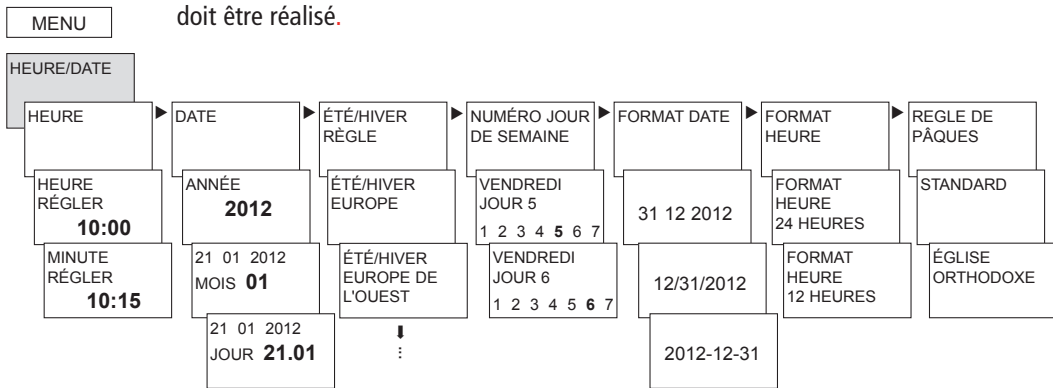 doit être réalisé.
MENU
HEURE/DATE
HEURE
DATE
ÉTÉ/HIVER
RÈGLE
NUMÉRO JOUR
DE SEMAINE
FORMAT DATE
FORMAT
HEURE
REGLE DE
PÂQUES
HEURE
RÉGLER
10:00
ANNÉE
2012
ÉTÉ/HIVER
EUROPE
VENDREDI
JOUR 5
1 2 3 4 5 6 7
31 12 2012
FORMAT
HEURE
24 HEURES
STANDARD
MINUTE
RÉGLER
10:15
21 01 2012
MOIS 01
ÉTÉ/HIVER
EUROPE DE
L'OUEST
VENDREDI
JOUR 6
1 2 3 4 5 6 7
12/31/2012
FORMAT
HEURE
12 HEURES
ÉGLISE
ORTHODOXE
21 01 2012
JOUR 21.01
2012-12-31